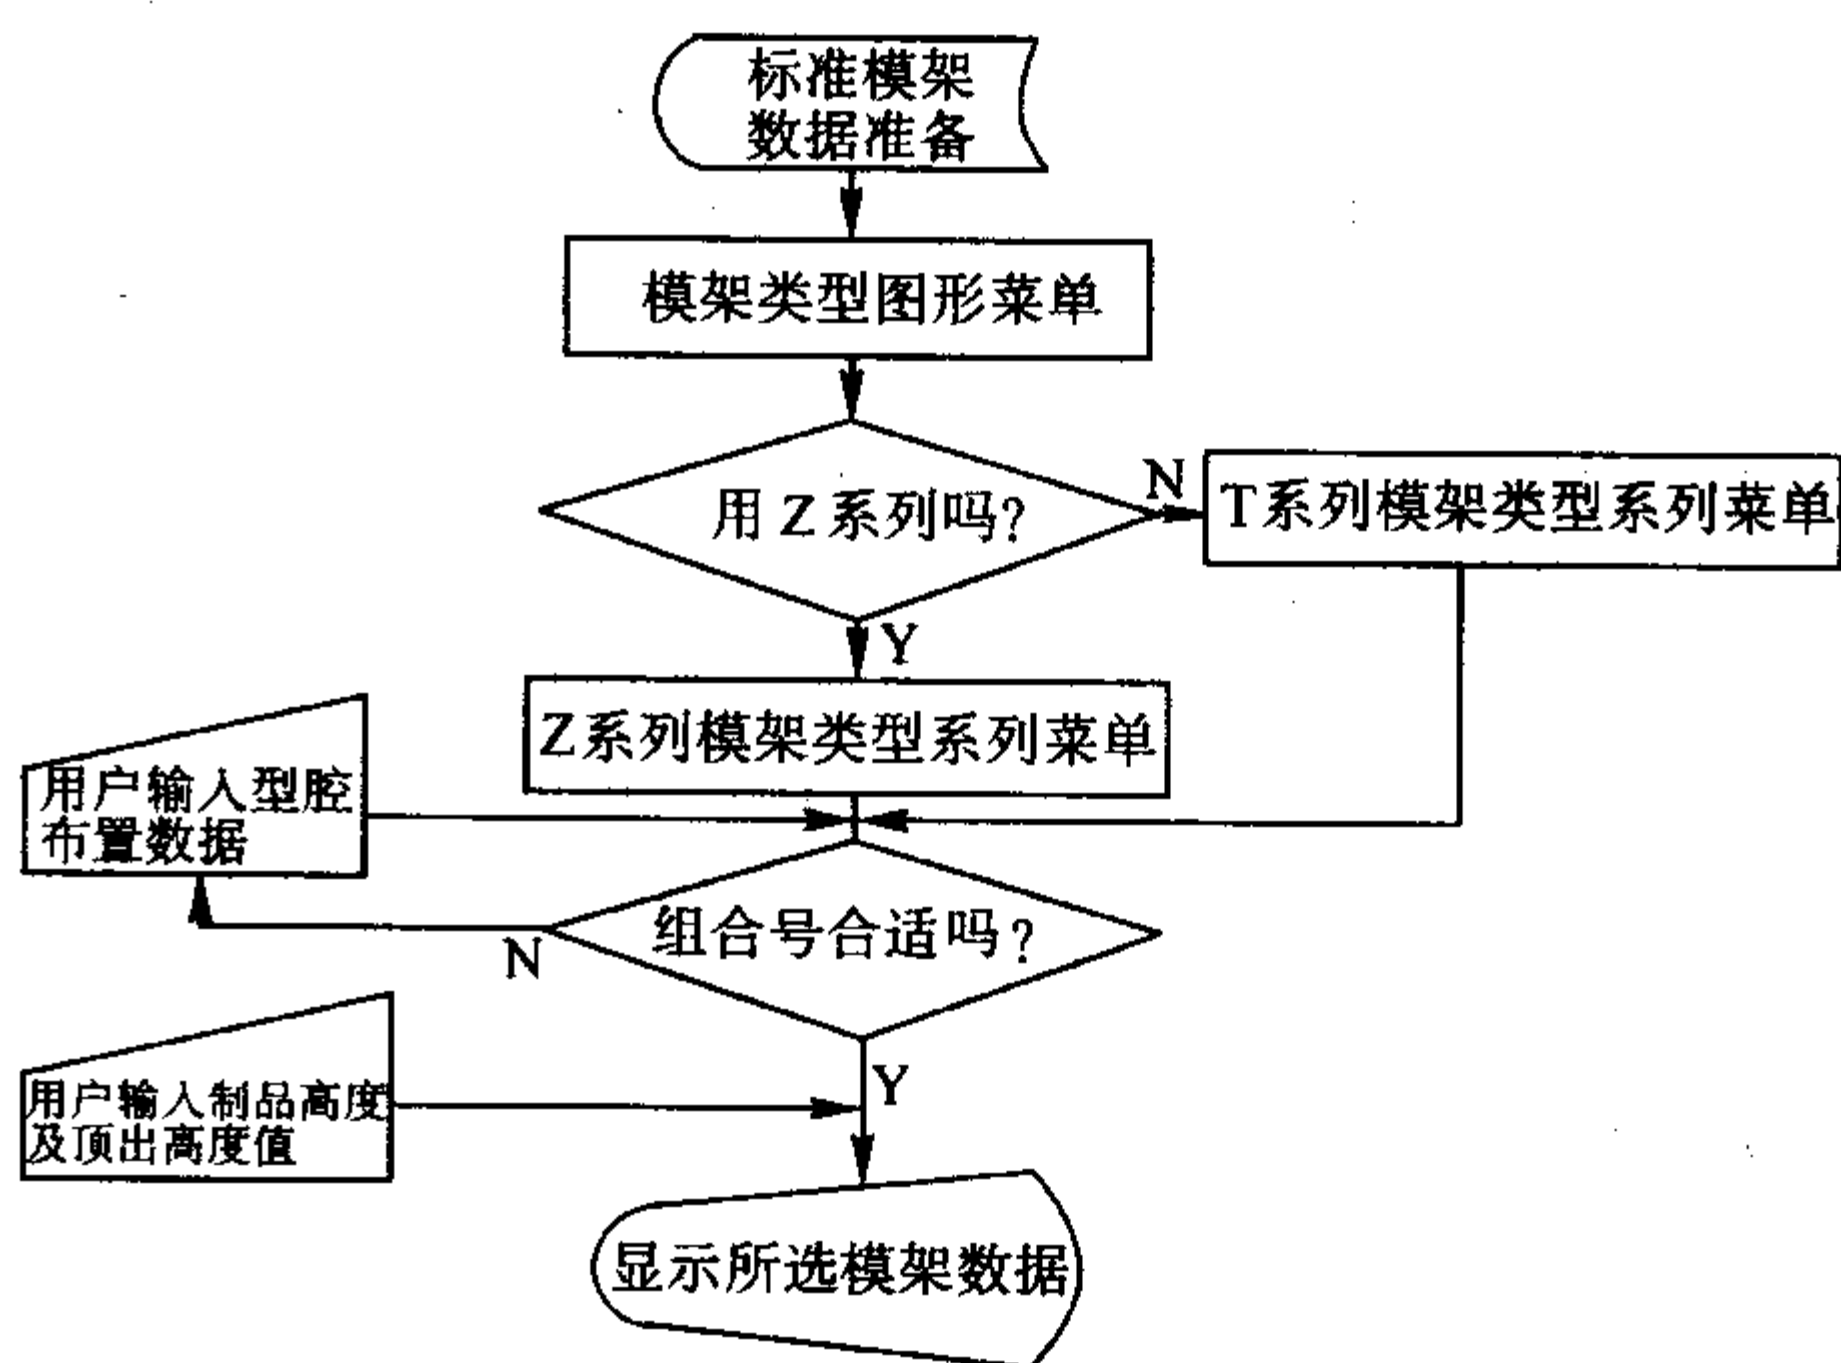 标准模架
数据准备
模架类型图形菜单
用Z系列吗?
N
T系列模架类型系列菜单
Y
Z系列模架类型系列菜单
用户输入型腔
布置数据
组合号合适吗?
N
Y
用户输入制品高度
及顶出高度值
显示所选模架数据